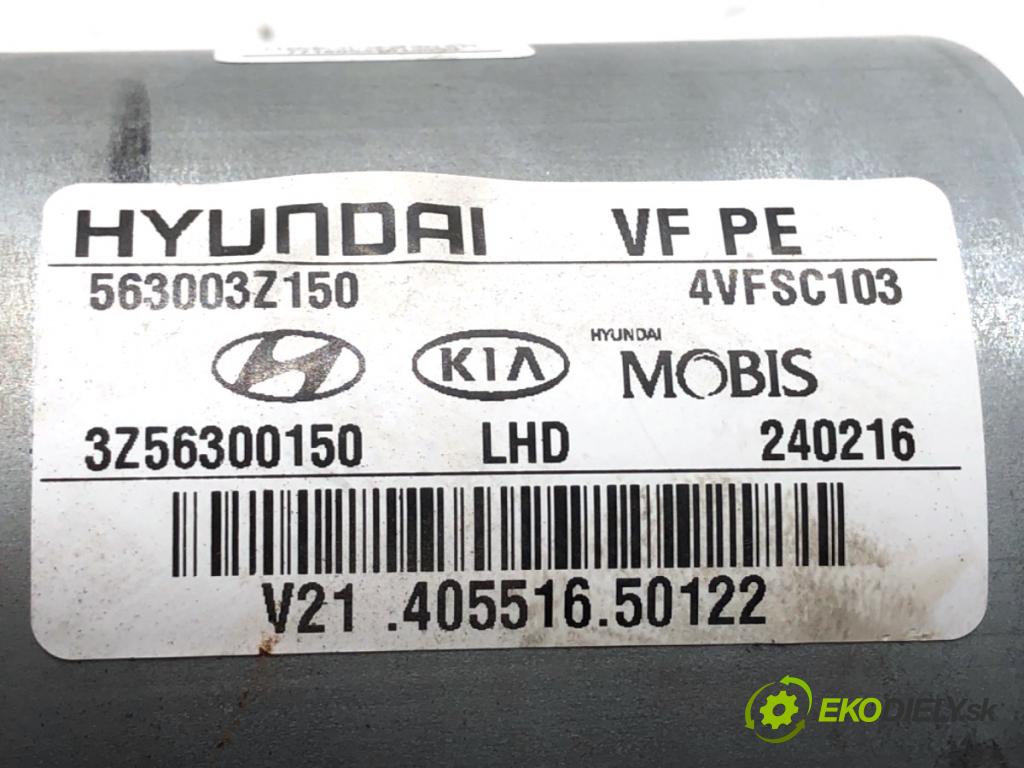 HYUNDAI VF PE
563003Z150 4VFSC103
KIA HYUNDAI MOBIS
3Z56300150 LHD 240216
V21 .405516.50122
EKODIELY.sk